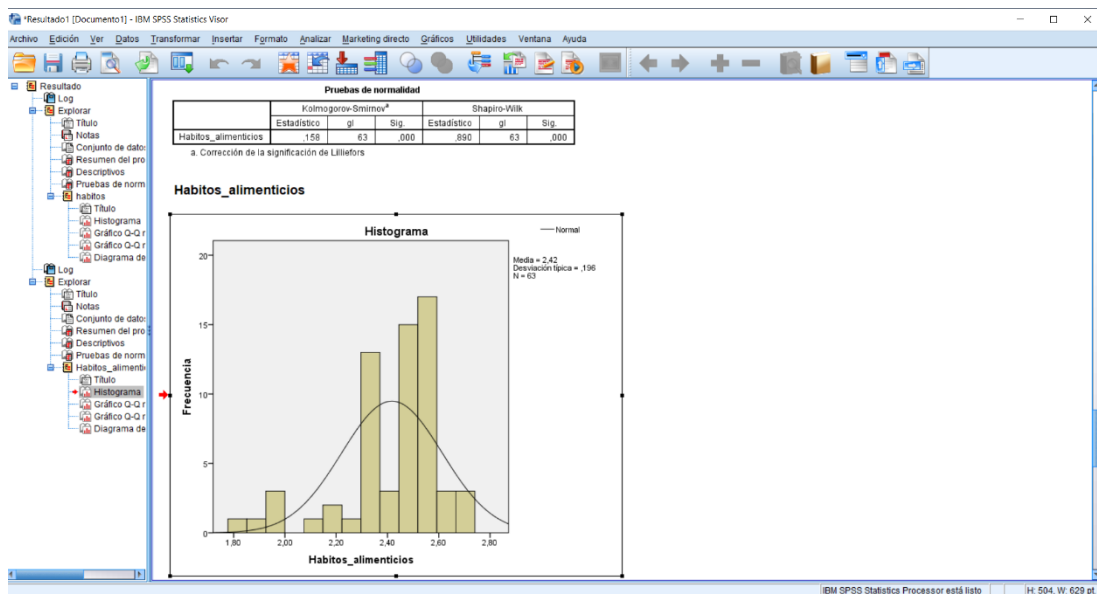 *Resultado1 [Documento1] - IBM SPSS Statistics Visor
Archivo Edición Ver Datos Transformar Insertar Formato Analizar Marketing directo Gráficos Utilidades Ventana Ayuda
Resultado
Log
Explorar
Título
Notas
Conjunto de dato
Resumen del pro
Descriptivos
Pruebas de norm
habitos
Título
Histograma
Gráfico Q-Q r
Gráfico Q-Q r
Diagrama de
Log
Explorar
Título
Notas
Conjunto de dato
Resumen del pro
Descriptivos
Pruebas de norm
Habitos_alimenti
Título
Histograma
Gráfico Q-Q r
Gráfico Q-Q r
Diagrama de
Pruebas de normalidad
Kolmogorov-Smirnovª Shapiro-Wilk
Estadístico gl Sig. Estadístico gl Sig.
Habitos_alimenticios ,158 63 ,000 ,890 63 ,000
a. Corrección de la significación de Lilliefors
Habitos_alimenticios
Histograma
Normal
Media = 2,42
Desviación típica = ,196
N = 63
Frecuencia
20
15
10
5
0
1,80 2,00 2,20 2,40 2,60 2,80
Habitos_alimenticios
IBM SPSS Statistics Processor está listo H: 504, W: 629 pt